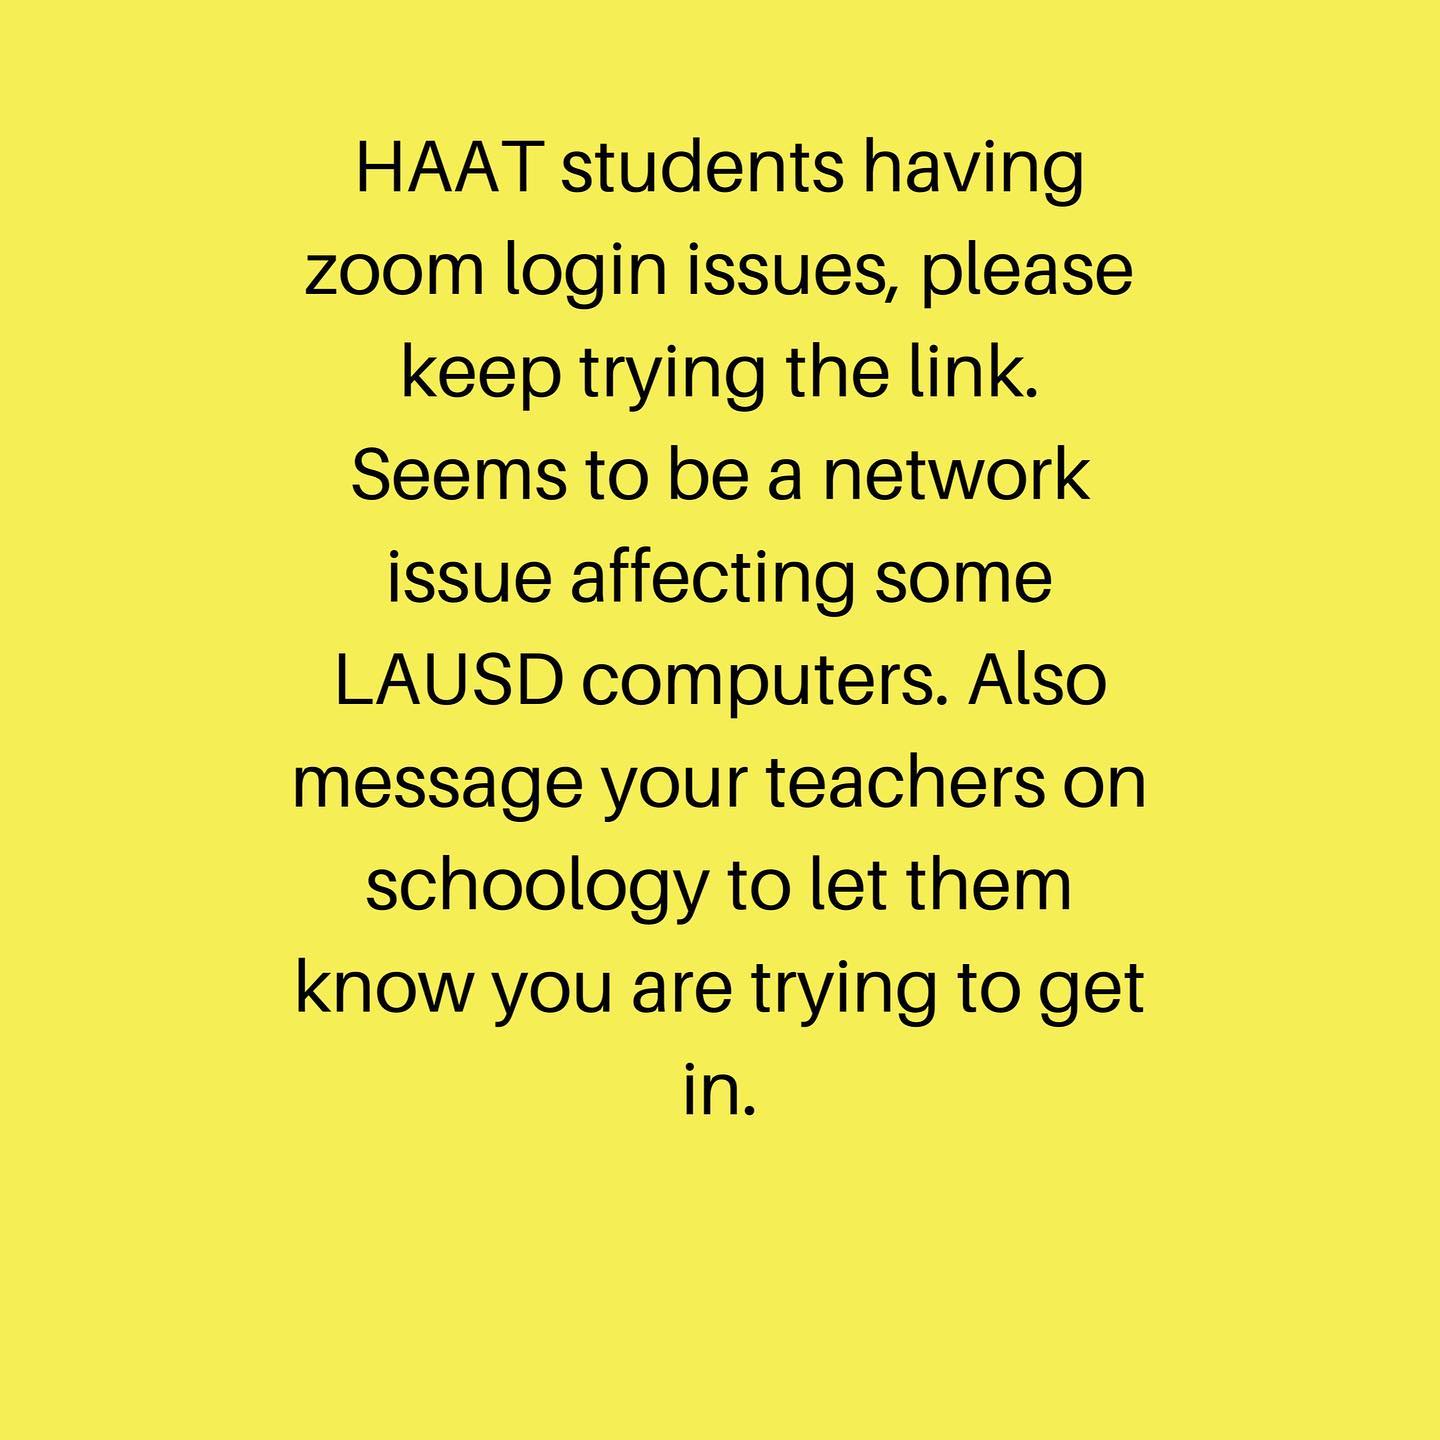 HAAT students having
zoom login issues, please
keep trying the link.
Seems to be a network
issue affecting some
LAUSD computers. Also
message your teachers on
schoology to let them
know you are trying to get
in.